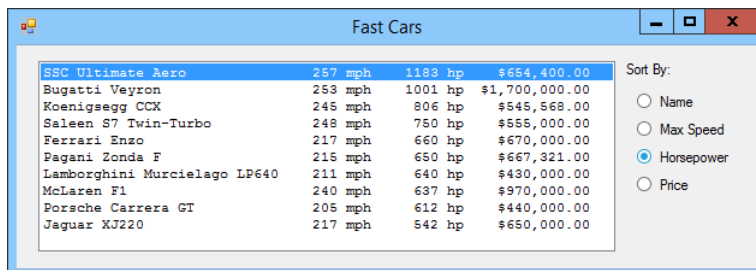 Fast Cars
SSC Ultimate Aero 257 mph 1183 hp $654,400.00
Bugatti Veyron 253 mph 1001 hp $1,700,000.00
Koenigsegg CCX 245 mph 806 hp $545,568.00
Saleen S7 Twin-Turbo 248 mph 750 hp $555,000.00
Ferrari Enzo 217 mph 660 hp $670,000.00
Pagani Zonda F 215 mph 650 hp $667,321.00
Lamborghini Murcielago LP640 211 mph 640 hp $430,000.00
McLaren F1 240 mph 637 hp $970,000.00
Porsche Carrera GT 205 mph 612 hp $440,000.00
Jaguar XJ220 217 mph 542 hp $650,000.00
Sort By:
Name
Max Speed
Horsepower
Price